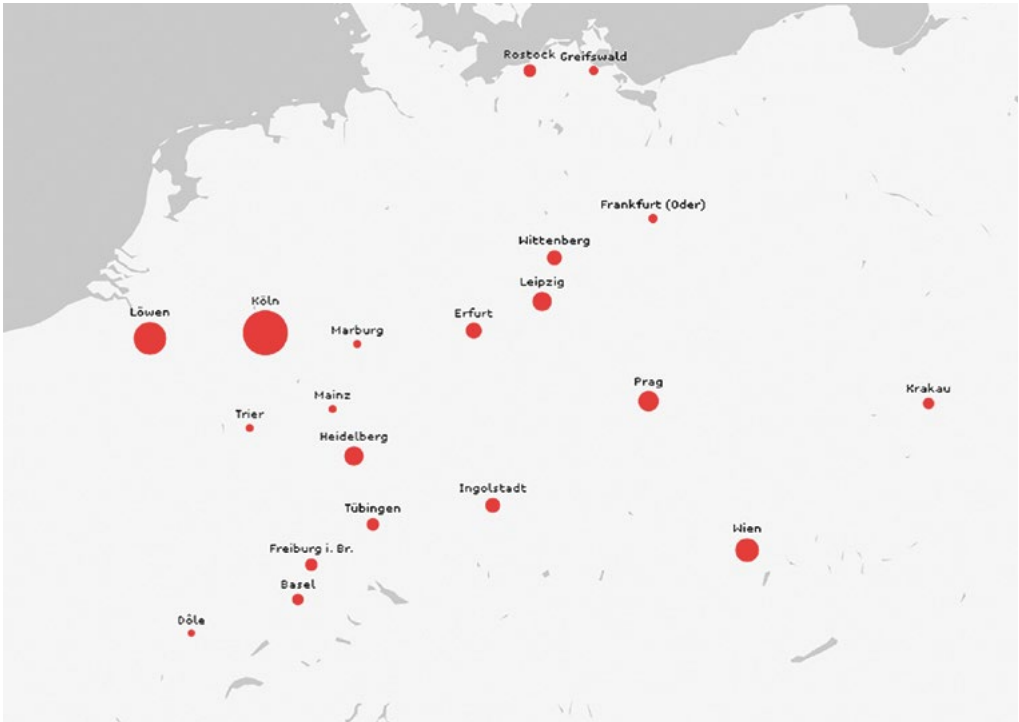 Rostock
Greifswald
Frankfurt (Oder)
Wittenberg
Leipzig
Köln
Löwen
Erfurt
Marburg
Prag
Krakau
Mainz
Trier
Heidelberg
Ingolstadt
Tübingen
Wien
Freiburg i. Br.
Basel
Dôle